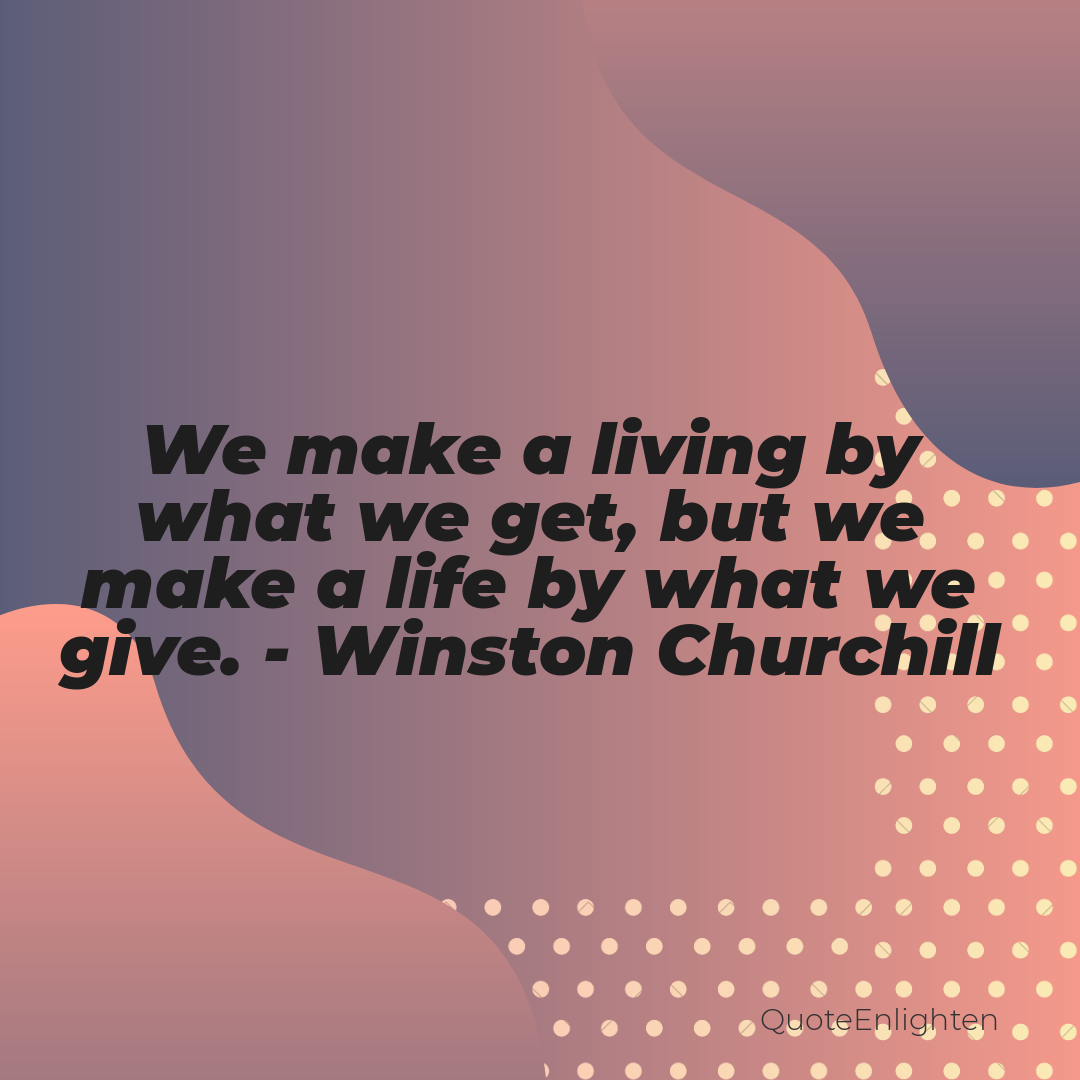 We make a living by
what we get, but we
make a life by what we
give. - Winston Churchill
QuoteEnlighten